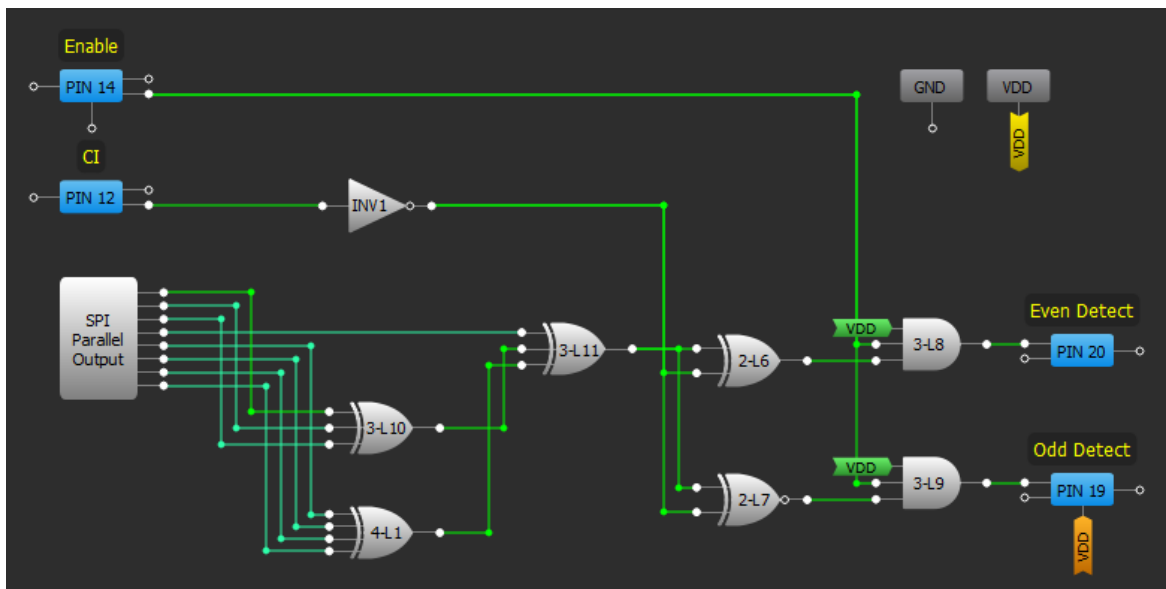 Enable
PIN 14
GND
VDD
VDD
CI
PIN 12
INV1
SPI
Parallel
Output
3-L11
3-L10
4-L1
2-L6
2-L7
VDD
3-L8
Even Detect
PIN 20
VDD
3-L9
Odd Detect
PIN 19
VDD